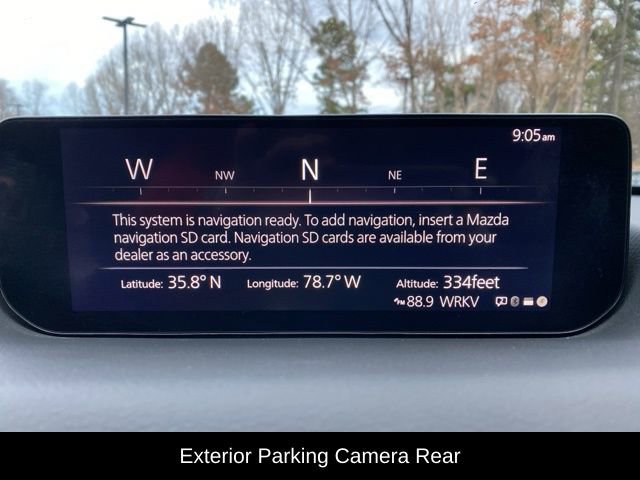 9:05am
W NW N NE E
This system is navigation ready. To add navigation, insert a Mazda
navigation SD card. Navigation SD cards are available from your
dealer as an accessory.
Latitude: 35.8° N Longitude: 78.7° W Altitude: 334feet
FM 88.9 WRKV
Exterior Parking Camera Rear